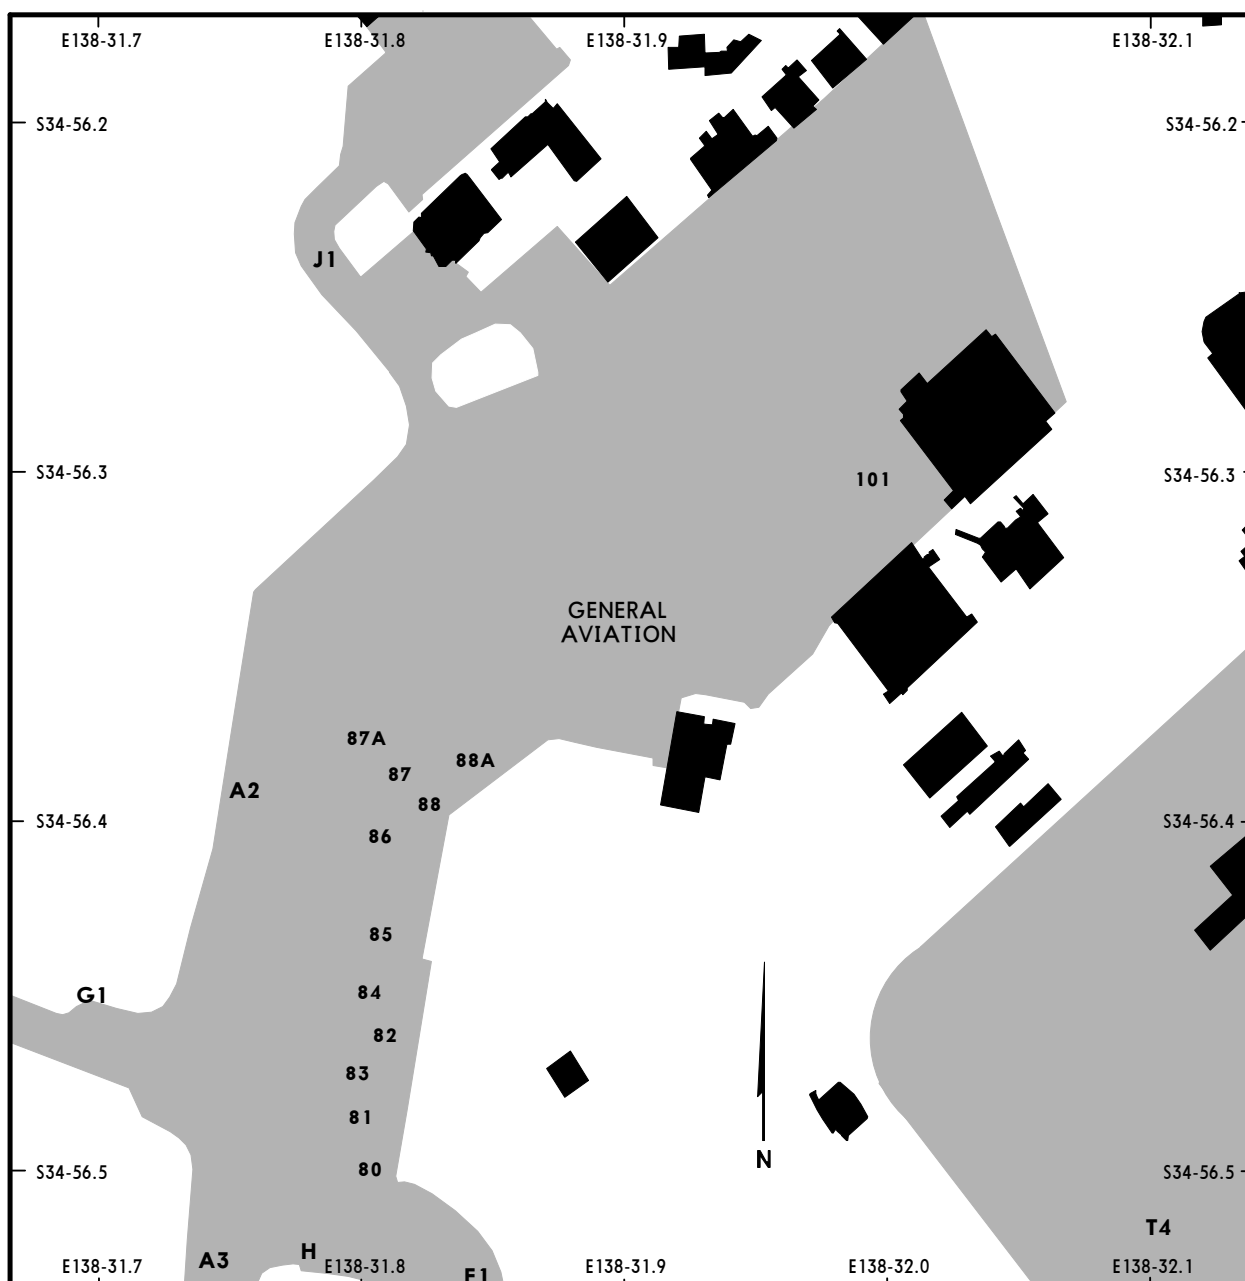 E138-31.7
E138-31.8
E138-31.9
E138-32.1
S34-56.2
S34-56.2
J1
S34-56.3
S34-56.3
101
GENERAL
AVIATION
87A
88A
87
A2
88
S34-56.4
S34-56.4
86
85
84
G1
82
83
81
N
80
S34-56.5
S34-56.5
T4
H
A3
E138-31.7
E138-31.8
E138-31.9
E138-32.0
E138-32.1